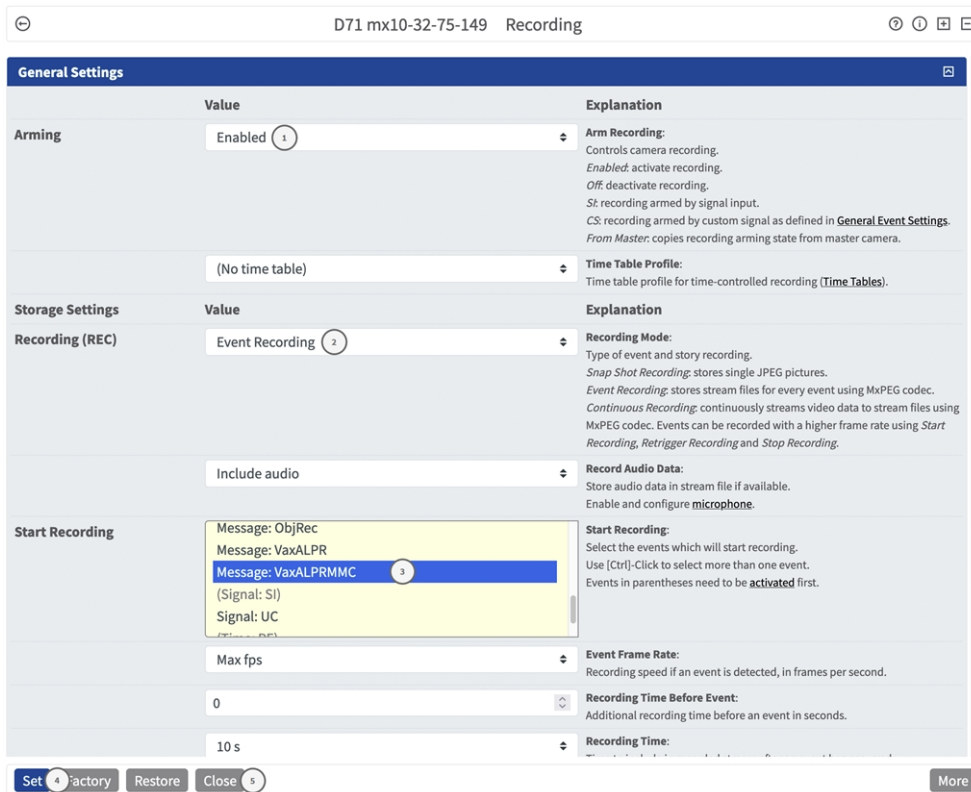 D71 mx10-32-75-149 Recording
General Settings
Value Explanation
Arming
Enabled 1
Arm Recording:
Controls camera recording.
Enabled: activate recording.
Off: deactivate recording.
SI: recording armed by signal input.
CS: recording armed by custom signal as defined in General Event Settings.
From Master: copies recording arming state from master camera.
(No time table)
Time Table Profile:
Time table profile for time-controlled recording (Time Tables).
Storage Settings Value Explanation
Recording (REC)
Event Recording 2
Recording Mode:
Type of event and story recording.
Snap Shot Recording: stores single JPEG pictures.
Event Recording: stores stream files for every event using MxPEG codec.
Continuous Recording: continuously streams video data to stream files using
MxPEG codec. Events can be recorded with a higher frame rate using Start
Recording, Retrigger Recording and Stop Recording.
Include audio
Record Audio Data:
Store audio data in stream file if available.
Enable and configure microphone.
Start Recording
Message: ObjRec
Message: VaxALPR
Message: VaxALPRMMC 3
(Signal: SI)
Signal: UC
Start Recording:
Select the events which will start recording.
Use [Ctrl]-Click to select more than one event.
Events in parentheses need to be activated first.
Max fps
Event Frame Rate:
Recording speed if an event is detected, in frames per second.
0
Recording Time Before Event:
Additional recording time before an event in seconds.
10 s
Recording Time:
Set 4 actory Restore Close 5 More